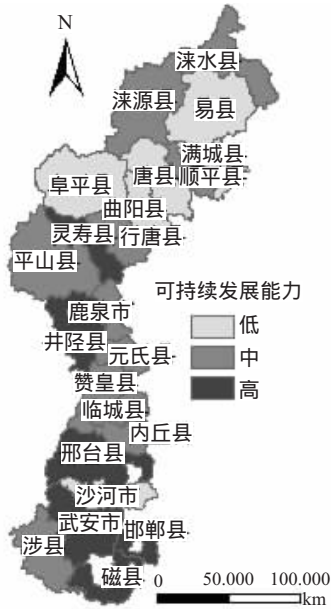 N
涞水县
涞源县
易县
满城县
唐县
顺平县
阜平县
曲阳县
灵寿县
行唐县
平山县
可持续发展能力
低
中
高
鹿泉市
井陉县
元氏县
赞皇县
临城县
内丘县
邢台县
沙河市
武安市
邯郸县
涉县
磁县
0 50.000 100.000
km